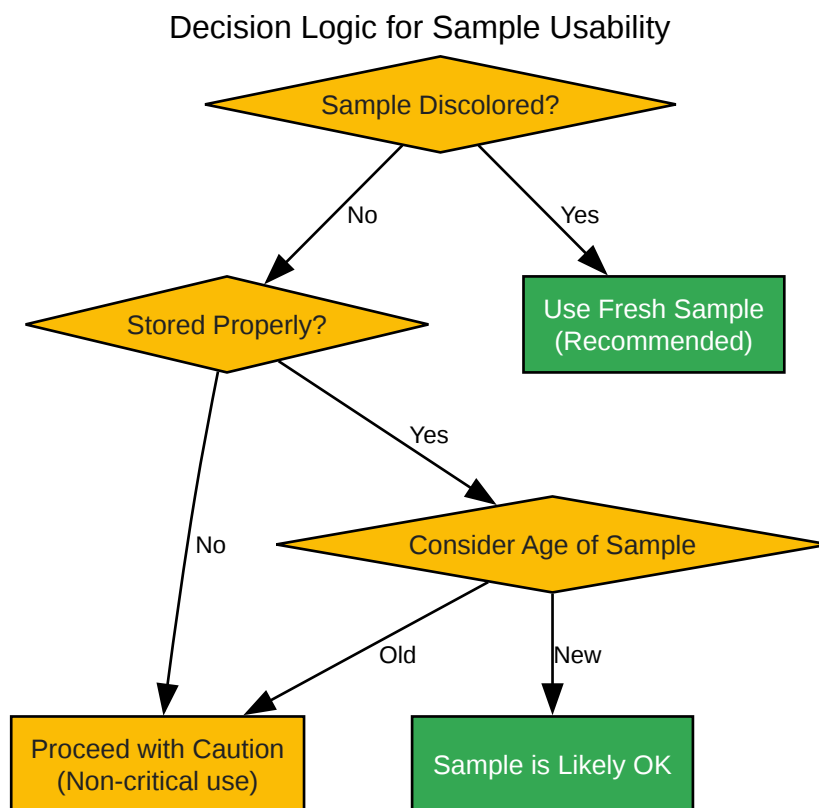 Decision Logic for Sample Usability
Sample Discolored?
No
Yes
Stored Properly?
Use Fresh Sample
(Recommended)
Yes
No
Consider Age of Sample
Old
New
Proceed with Caution
(Non-critical use)
Sample is Likely OK